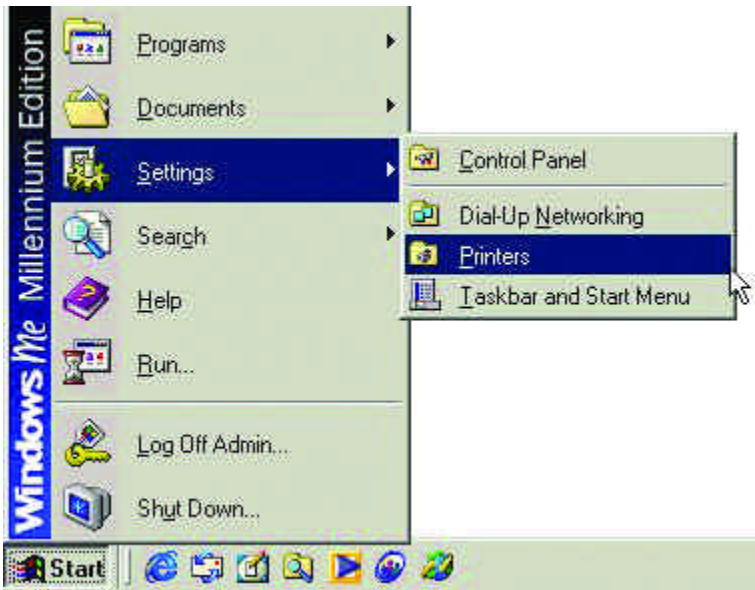 Windows Me Millennium Edition
Programs
Documents
Settings
Search
Help
Run...
Log Off Admin...
Shut Down...
Control Panel
Dial-Up Networking
Printers
Taskbar and Start Menu
Start